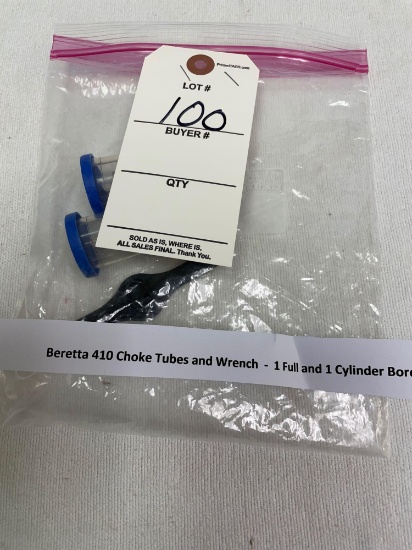 LOT #
100
BUYER #
QTY
SOLD AS IS, WHERE IS,
ALL SALES FINAL. Thank You.
Beretta 410 Choke Tubes and Wrench - 1 Full and 1 Cylinder Bore